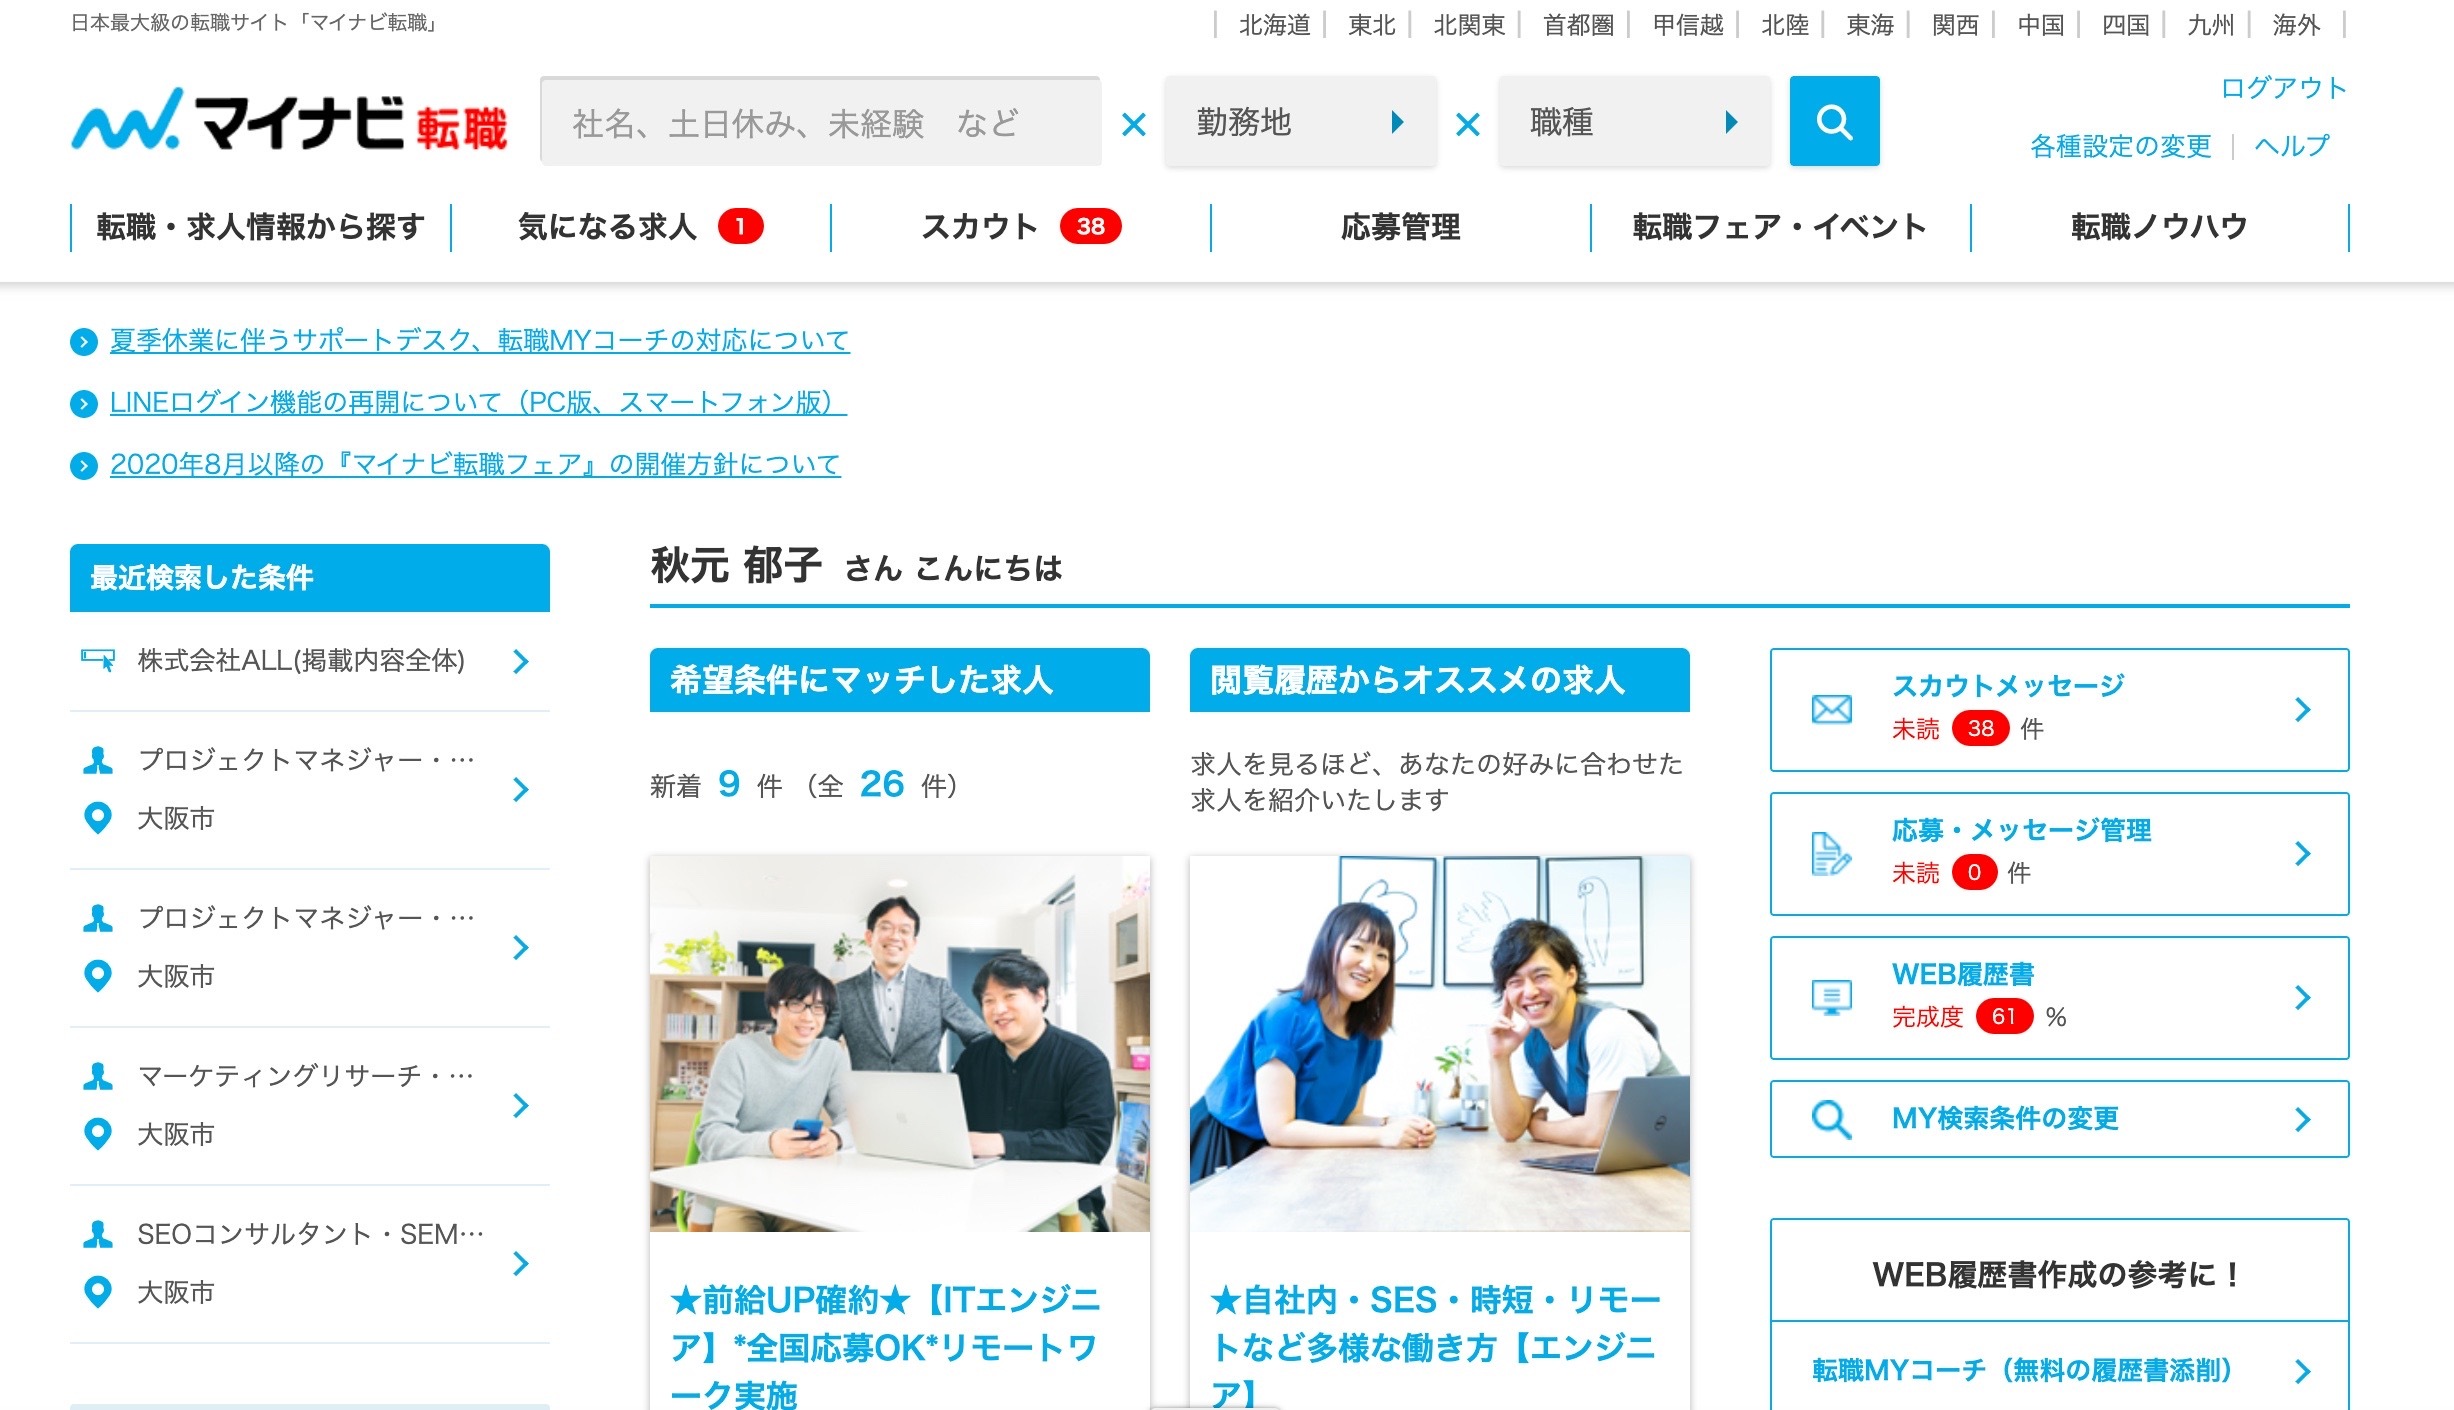 日本最大級の転職サイト「マイナビ転職」
北海道 東北 北関東 首都圏 甲信越 北陸 東海 関西 中国 四国 九州 海外
マイナビ転職
社名、土日休み、未経験 など
勤務地
職種
ログアウト
各種設定の変更 ヘルプ
転職・求人情報から探す
気になる求人 1
スカウト 38
応募管理
転職フェア・イベント
転職ノウハウ
夏季休業に伴うサポートデスク、転職MYコーチの対応について
LINEログイン機能の再開について（PC版、スマートフォン版）
2020年8月以降の『マイナビ転職フェア』の開催方針について
最近検索した条件
株式会社ALL(掲載内容全体)
プロジェクトマネジャー・…
大阪市
プロジェクトマネジャー・…
大阪市
マーケティングリサーチ・…
大阪市
SEOコンサルタント・SEM…
大阪市
秋元 郁子 さん こんにちは
希望条件にマッチした求人
新着 9 件 （全 26 件）
★前給UP確約★【ITエンジニ
ア】*全国応募OK*リモートワ
ーク実施
閲覧履歴からオススメの求人
求人を見るほど、あなたの好みに合わせた
求人を紹介いたします
★自社内・SES・時短・リモー
トなど多様な働き方【エンジニ
ア】
スカウトメッセージ
未読 38 件
応募・メッセージ管理
未読 0 件
WEB履歴書
完成度 61 %
MY検索条件の変更
WEB履歴書作成の参考に！
転職MYコーチ（無料の履歴書添削）